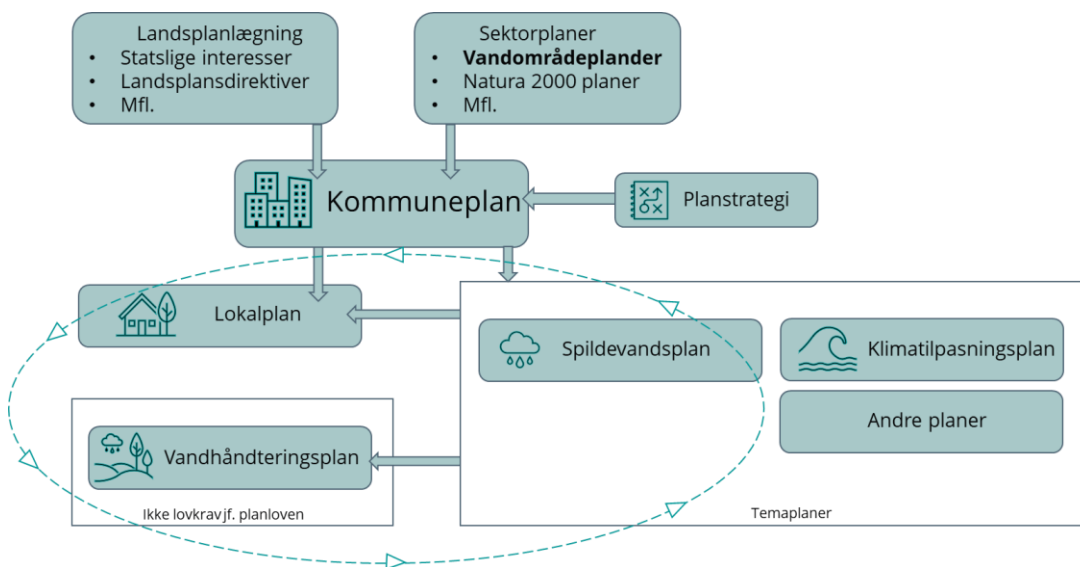 Landsplanlægning
• Statslige interesser
• Landsplansdirektiver
• Mfl.
Sektorplaner
• Vandområdeplander
• Natura 2000 planer
• Mfl.
Kommuneplan
Planstrategi
Lokalplan
Spildevandsplan
Klimatilpasningsplan
Andre planer
Vandhåndteringsplan
Ikke lovkrav jf. planloven
Temaplaner